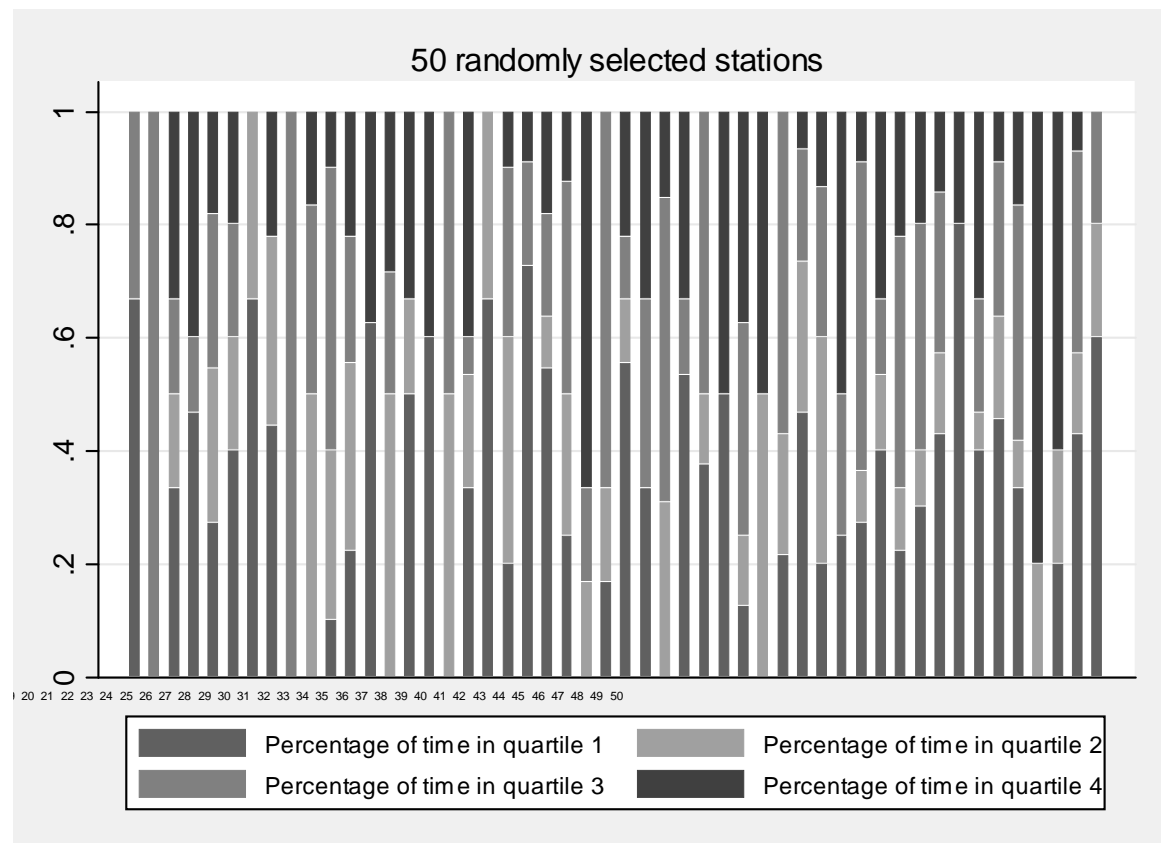 50 randomly selected stations
1
.8
.6
.4
.2
0
20 21 22 23 24 25 26 27 28 29 30 31 32 33 34 35 36 37 38 39 40 41 42 43 44 45 46 47 48 49 50
Percentage of time in quartile 1 Percentage of time in quartile 2
Percentage of time in quartile 3 Percentage of time in quartile 4